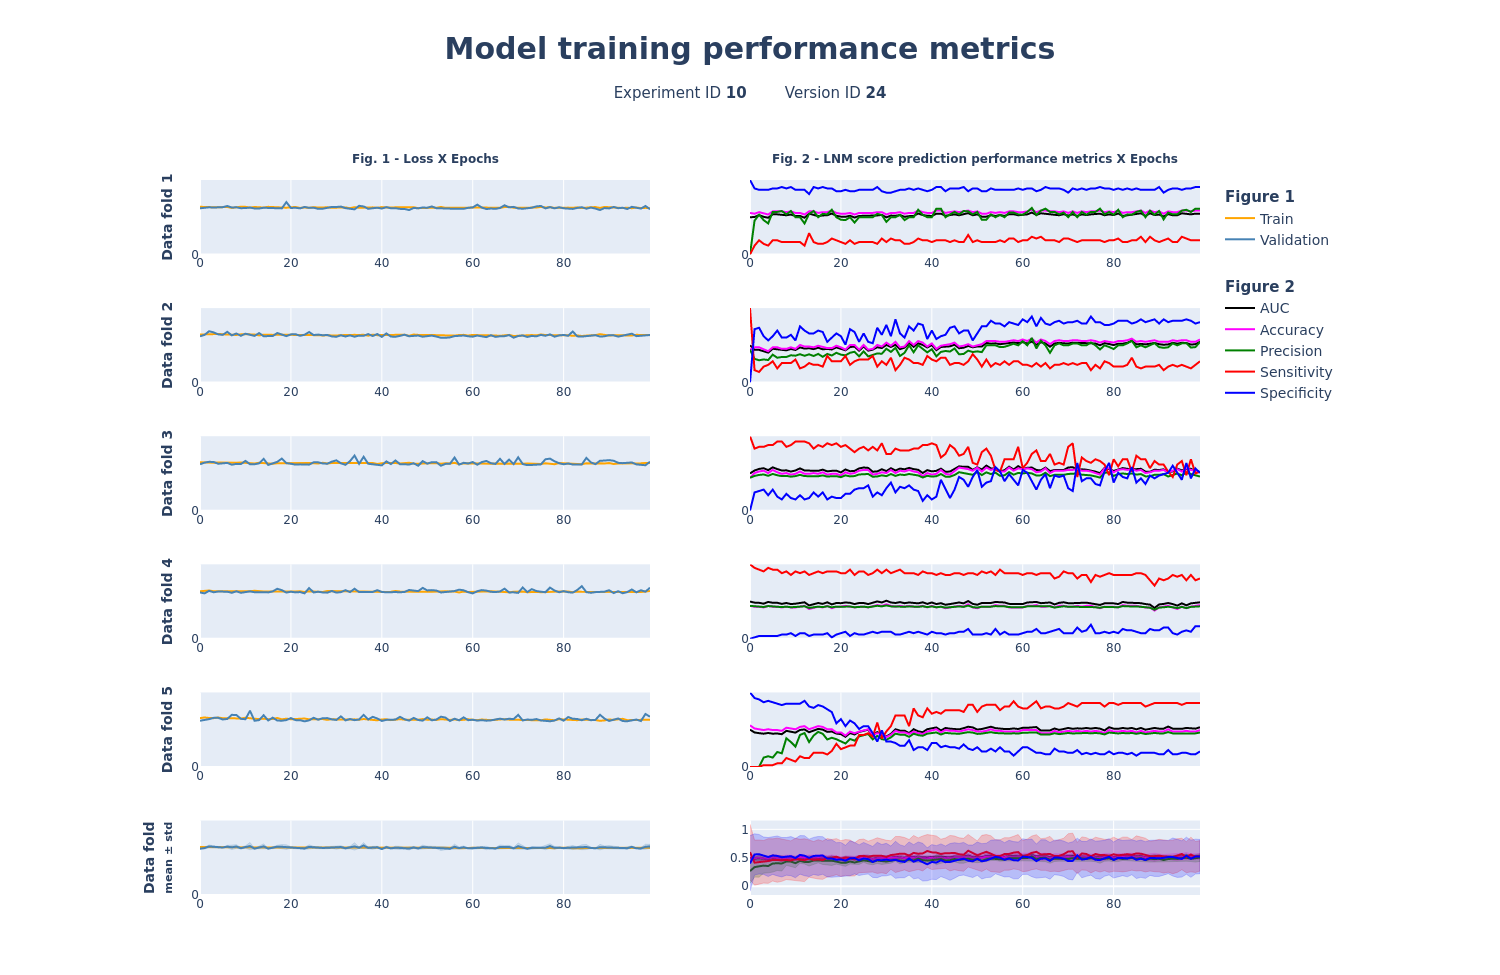 Model training performance metrics
Experiment ID 10 Version ID 24
Fig. 1 - Loss X Epochs
Fig. 2 - LNM score prediction performance metrics X Epochs
Data fold 1
0
0 20 40 60 80
0
0 20 40 60 80
Data fold 2
0
0 20 40 60 80
0
0 20 40 60 80
Data fold 3
0
0 20 40 60 80
0
0 20 40 60 80
Data fold 4
0
0 20 40 60 80
0
0 20 40 60 80
Data fold 5
0
0 20 40 60 80
0
0 20 40 60 80
Data fold
mean ± std
0
0 20 40 60 80
1
0.5
0
0 20 40 60 80
Figure 1
Train
Validation
Figure 2
AUC
Accuracy
Precision
Sensitivity
Specificity